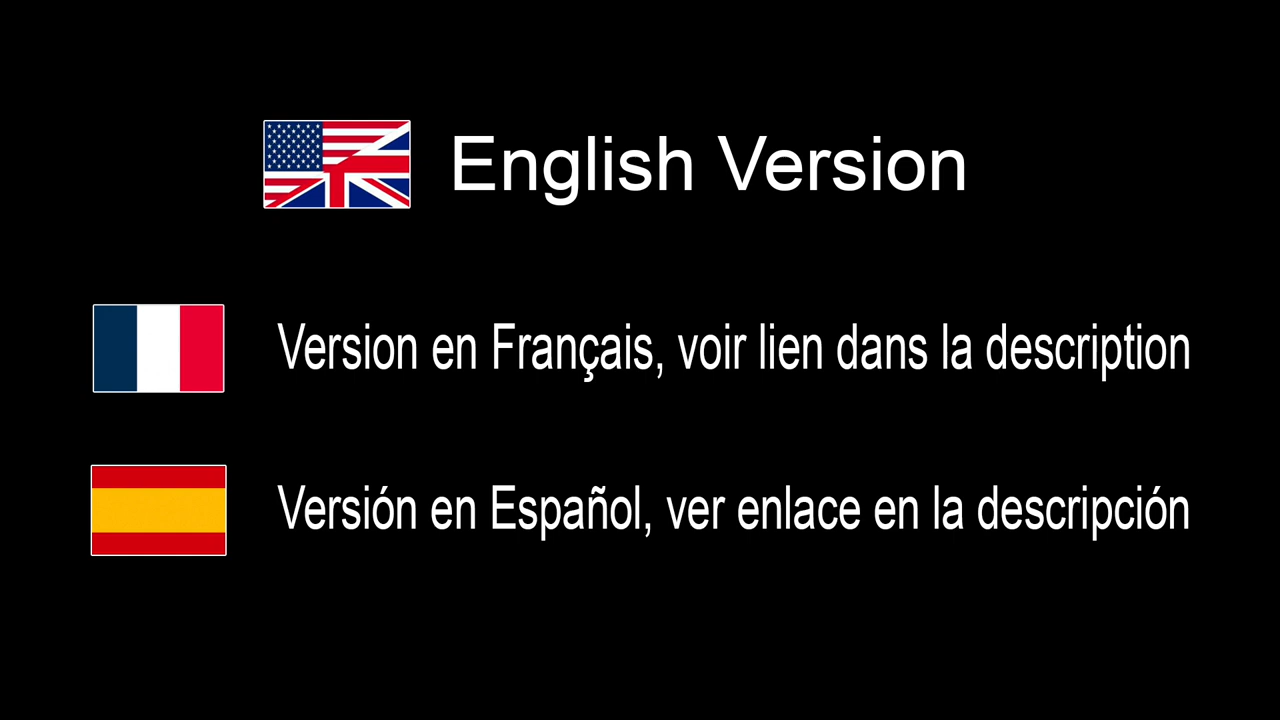 English Version
Version en Français, voir lien dans la description
Versión en Español, ver enlace en la descripción